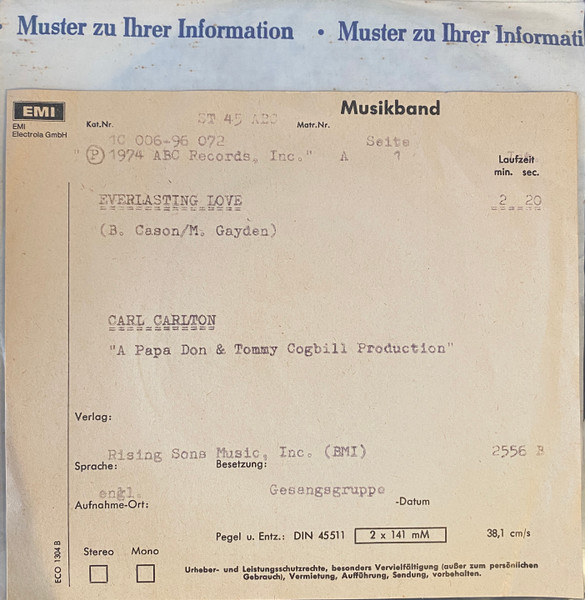 Muster zu Ihrer Information • Muster zu Ihrer Informati
EMI
EMI
Electrola GmbH
Musikband
Kat.Nr. ST 45 ABC Matr.Nr.
1C 006-96 072 Seite
" Ⓟ 1974 ABC Records, Inc." A 1
Laufzeit
min. sec.
EVERLASTING LOVE 2 20
(B. Cason/M. Gayden)
CARL CARLTON
"A Papa Don & Tommy Cogbill Production"
Verlag:
Rising Sons Music, Inc. (BMI) 2556 B
Sprache: Besetzung:
engl. Gesangsgruppe
Aufnahme-Ort: -Datum
Pegel u. Entz.: DIN 45511 2 x 141 mM 38,1 cm/s
Stereo Mono
Urheber- und Leistungsschutzrechte, besonders Vervielfältigung (außer zum persönlichen
Gebrauch), Vermietung, Aufführung, Sendung, vorbehalten.
ECO 1304 B